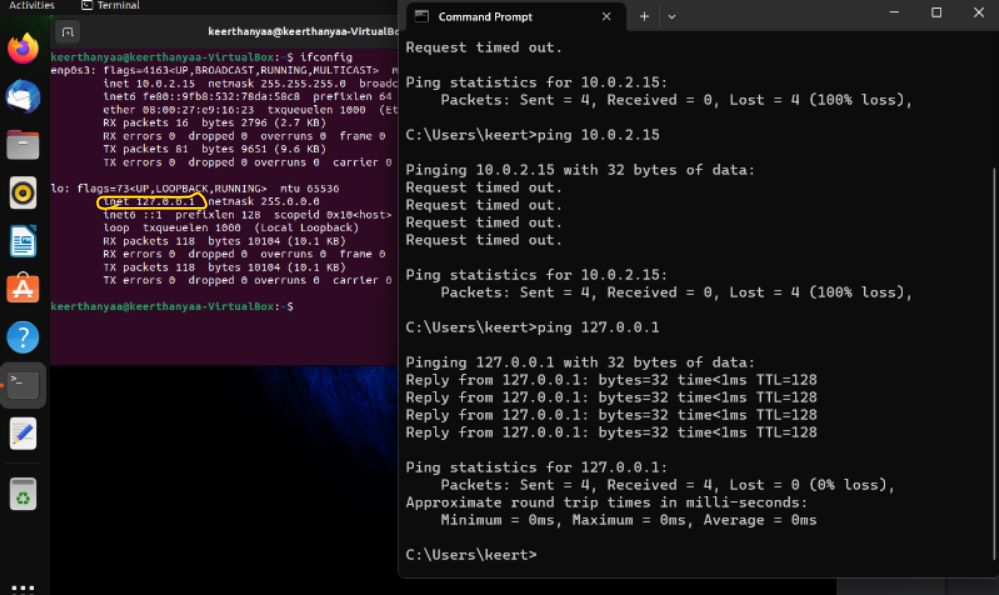 Activities
Terminal
keerthanyaa@keerthanyaa-VirtualBo
keerthanyaa@keerthanyaa-VirtualBox:~$ ifconfig
enp0s3: flags=4163<UP,BROADCAST,RUNNING,MULTICAST>  m
inet 10.0.2.15  netmask 255.255.255.0  broadc
inet6 fe80::9fb8:532:78da:58c8  prefixlen 64
ether 08:00:27:e9:16:23  txqueuelen 1000  (Et
RX packets 16  bytes 2796 (2.7 KB)
RX errors 0  dropped 0  overruns 0  frame 0
TX packets 81  bytes 9651 (9.6 KB)
TX errors 0  dropped 0 overruns 0  carrier 0
lo: flags=73<UP,LOOPBACK,RUNNING>  mtu 65536
inet 127.0.0.1  netmask 255.0.0.0
inet6 ::1  prefixlen 128  scopeid 0x10<host>
loop  txqueuelen 1000  (Local Loopback)
RX packets 118  bytes 10104 (10.1 KB)
RX errors 0  dropped 0  overruns 0  frame 0
TX packets 118  bytes 10104 (10.1 KB)
TX errors 0  dropped 0 overruns 0  carrier 0
keerthanyaa@keerthanyaa-VirtualBox:~$
Command Prompt
Request timed out.
Ping statistics for 10.0.2.15:
Packets: Sent = 4, Received = 0, Lost = 4 (100% loss),
C:\Users\keert>ping 10.0.2.15
Pinging 10.0.2.15 with 32 bytes of data:
Request timed out.
Request timed out.
Request timed out.
Request timed out.
Ping statistics for 10.0.2.15:
Packets: Sent = 4, Received = 0, Lost = 4 (100% loss),
C:\Users\keert>ping 127.0.0.1
Pinging 127.0.0.1 with 32 bytes of data:
Reply from 127.0.0.1: bytes=32 time<1ms TTL=128
Reply from 127.0.0.1: bytes=32 time<1ms TTL=128
Reply from 127.0.0.1: bytes=32 time<1ms TTL=128
Reply from 127.0.0.1: bytes=32 time<1ms TTL=128
Ping statistics for 127.0.0.1:
Packets: Sent = 4, Received = 4, Lost = 0 (0% loss),
Approximate round trip times in milli-seconds:
Minimum = 0ms, Maximum = 0ms, Average = 0ms
C:\Users\keert>